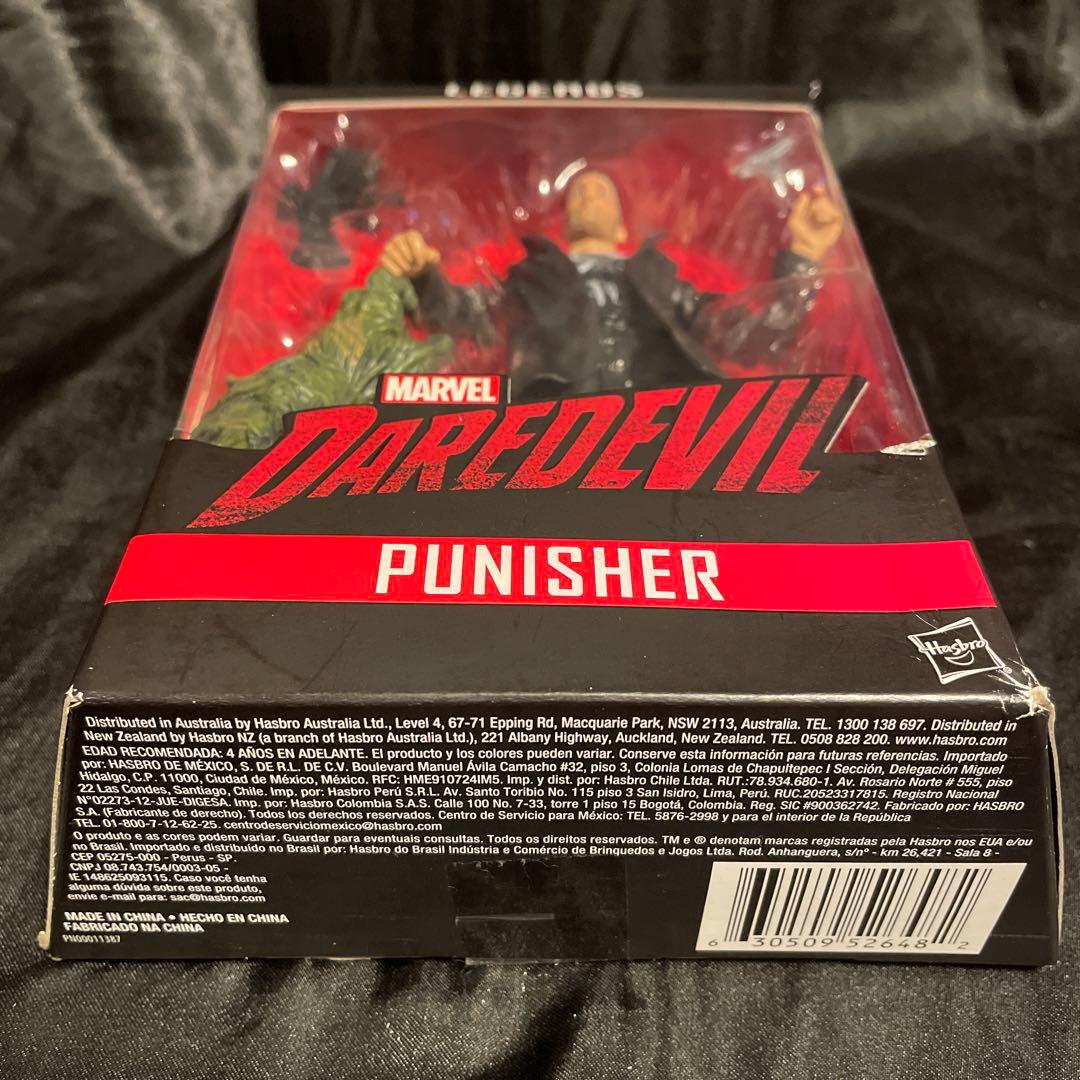 LEGENDS
MARVEL
DAREDEVIL
PUNISHER
Hasbro
Distributed in Australia by Hasbro Australia Ltd., Level 4, 67-71 Epping Rd, Macquarie Park, NSW 2113, Australia. TEL. 1300 138 697. Distributed in
New Zealand by Hasbro NZ (a branch of Hasbro Australia Ltd.), 221 Albany Highway, Auckland, New Zealand. TEL. 0508 828 200. www.hasbro.com
EDAD RECOMENDADA: 4 AÑOS EN ADELANTE. El producto y los colores pueden variar. Conserve esta información para futuras referencias. Importado
por: HASBRO DE MÉXICO, S. DE R.L. DE C.V. Boulevard Manuel Ávila Camacho #32, piso 3, Colonia Lomas de Chapultepec I Sección, Delegación Miguel
Hidalgo, C.P. 11000, Ciudad de México, México. RFC: HME910724IM5. Imp. y dist. por: Hasbro Chile Ltda. RUT.:78.934.680-1. Av. Rosario Norte # 555, piso
22 Las Condes, Santiago, Chile. Imp. por: Hasbro Perú S.R.L. Av. Santo Toribio No. 115 piso 3 San Isidro, Lima, Perú. RUC.20523317815. Registro Nacional
N°02273-12-JUE-DIGESA. Imp. por: Hasbro Colombia S.A.S. Calle 100 No. 7-33, torre 1 piso 15 Bogotá, Colombia. Reg. SIC #900362742. Fabricado por: HASBRO
S.A. (Fabricante de derecho). Todos los derechos reservados. Centro de Servicio para México: TEL. 5876-2998 y para el interior de la República
TEL. 01-800-7-12-62-25. centrodeserviciomexico@hasbro.com
O produto e as cores podem variar. Guardar para eventuais consultas. Todos os direitos reservados. TM e ® denotam marcas registradas pela Hasbro nos EUA e/ou
no Brasil. Importado e distribuído no Brasil por: Hasbro do Brasil Indústria e Comércio de Brinquedos e Jogos Ltda. Rod. Anhanguera, s/nº - km 26,421 - Sala 8 -
CEP 05275-000 - Perus - SP.
CNPJ 08.743.754/0003-05 -
IE 148625093115. Caso você tenha
alguma dúvida sobre este produto,
envie e-mail para: sac@hasbro.com
MADE IN CHINA • HECHO EN CHINA
FABRICADO NA CHINA
PN00011387
6 30509 52648 2